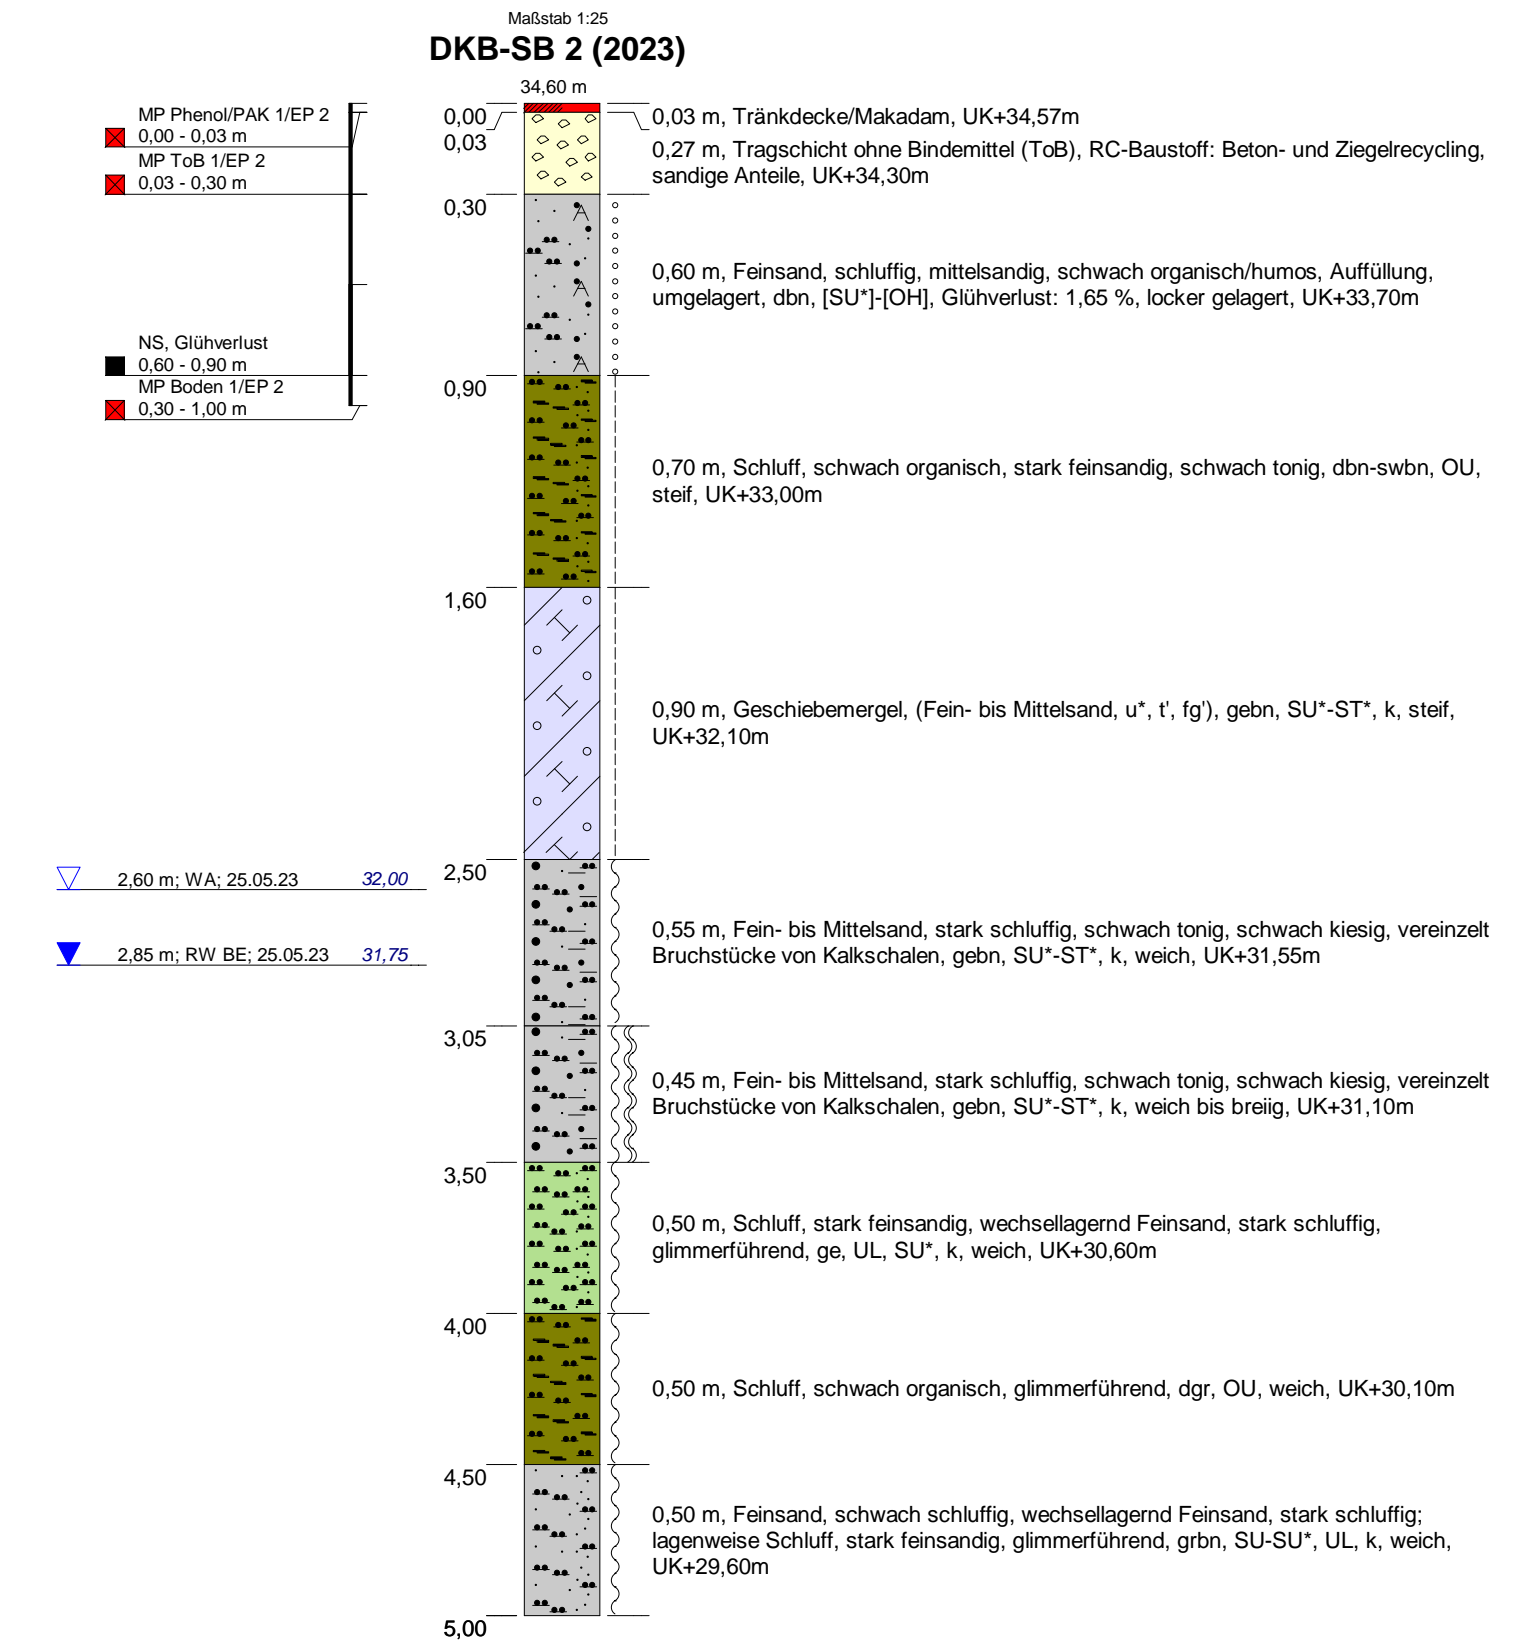 Maßstab 1:25
DKB-SB 2 (2023)
34,60 m
MP Phenol/PAK 1/EP 2
0,00 - 0,03 m
MP ToB 1/EP 2
0,03 - 0,30 m
NS, Glühverlust
0,60 - 0,90 m
MP Boden 1/EP 2
0,30 - 1,00 m
2,60 m; WA; 25.05.23 32,00
2,85 m; RW BE; 25.05.23 31,75
0,00
0,03
0,30
0,90
1,60
2,50
3,05
3,50
4,00
4,50
5,00
A
A
A
0,03 m, Tränkdecke/Makadam, UK+34,57m
0,27 m, Tragschicht ohne Bindemittel (ToB), RC-Baustoff: Beton- und Ziegelrecycling,
sandige Anteile, UK+34,30m
0,60 m, Feinsand, schluffig, mittelsandig, schwach organisch/humos, Auffüllung,
umgelagert, dbn, [SU*]-[OH], Glühverlust: 1,65 %, locker gelagert, UK+33,70m
0,70 m, Schluff, schwach organisch, stark feinsandig, schwach tonig, dbn-swbn, OU,
steif, UK+33,00m
0,90 m, Geschiebemergel, (Fein- bis Mittelsand, u*, t', fg'), gebn, SU*-ST*, k, steif,
UK+32,10m
0,55 m, Fein- bis Mittelsand, stark schluffig, schwach tonig, schwach kiesig, vereinzelt
Bruchstücke von Kalkschalen, gebn, SU*-ST*, k, weich, UK+31,55m
0,45 m, Fein- bis Mittelsand, stark schluffig, schwach tonig, schwach kiesig, vereinzelt
Bruchstücke von Kalkschalen, gebn, SU*-ST*, k, weich bis breiig, UK+31,10m
0,50 m, Schluff, stark feinsandig, wechsellagernd Feinsand, stark schluffig,
glimmerführend, ge, UL, SU*, k, weich, UK+30,60m
0,50 m, Schluff, schwach organisch, glimmerführend, dgr, OU, weich, UK+30,10m
0,50 m, Feinsand, schwach schluffig, wechsellagernd Feinsand, stark schluffig;
lagenweise Schluff, stark feinsandig, glimmerführend, grbn, SU-SU*, UL, k, weich,
UK+29,60m